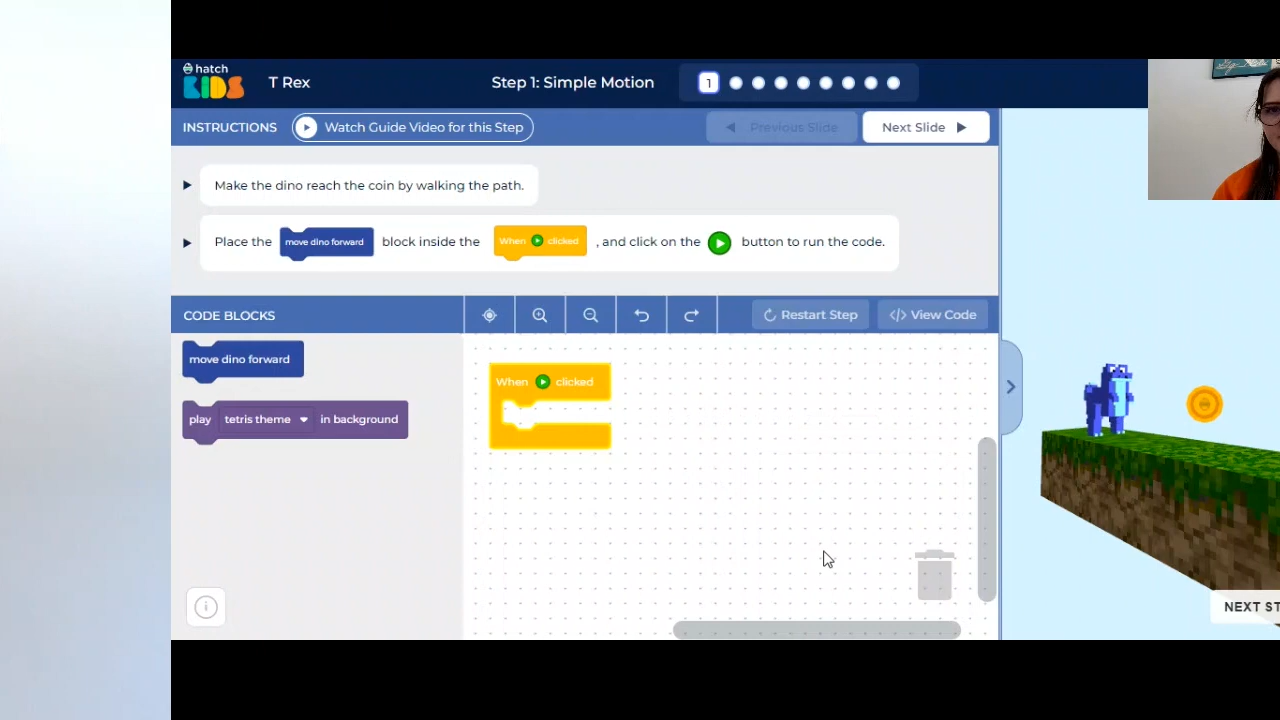 hatch
KIDS
T Rex
Step 1: Simple Motion
1
INSTRUCTIONS
Watch Guide Video for this Step
Previous Slide
Next Slide
Make the dino reach the coin by walking the path.
Place the move dino forward block inside the When clicked , and click on the button to run the code.
CODE BLOCKS
Restart Step
</> View Code
move dino forward
When clicked
play tetris theme in background
NEXT ST